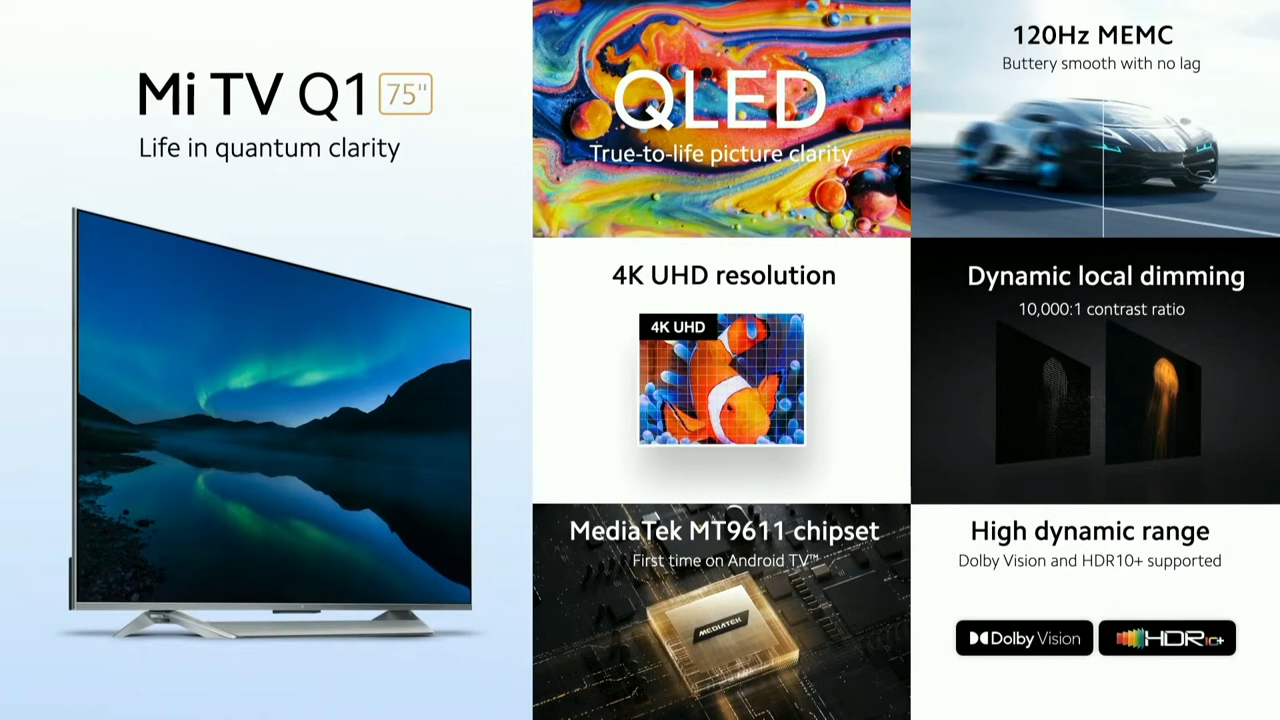 Mi TV Q1 75"
Life in quantum clarity
QLED
True-to-life picture clarity
120Hz MEMC
Buttery smooth with no lag
4K UHD resolution
4K UHD
Dynamic local dimming
10,000:1 contrast ratio
MediaTek MT9611 chipset
First time on Android TV™
MEDIATEK
High dynamic range
Dolby Vision and HDR10+ supported
Dolby Vision
HDR10+